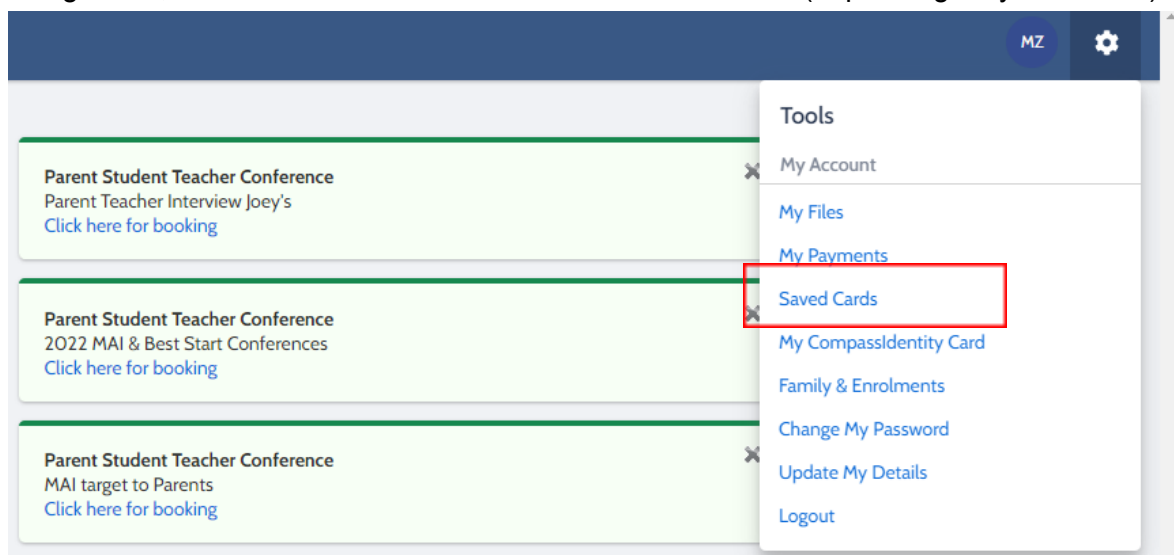 MZ
Parent Student Teacher Conference
Parent Teacher Interview Joey's
Click here for booking
Parent Student Teacher Conference
2022 MAI & Best Start Conferences
Click here for booking
Parent Student Teacher Conference
MAI target to Parents
Click here for booking
Tools
My Account
My Files
My Payments
Saved Cards
My CompassIdentity Card
Family & Enrolments
Change My Password
Update My Details
Logout